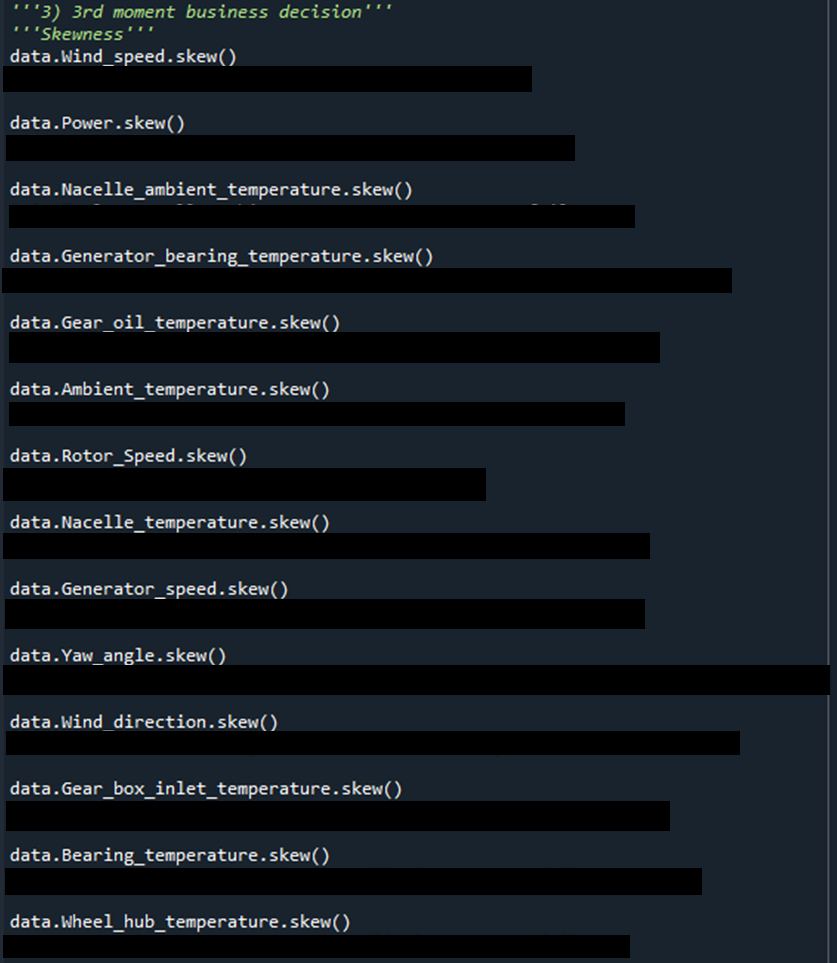 '''3) 3rd moment business decision'''
'''Skewness'''
data.Wind_speed.skew()
data.Power.skew()
data.Nacelle_ambient_temperature.skew()
data.Generator_bearing_temperature.skew()
data.Gear_oil_temperature.skew()
data.Ambient_temperature.skew()
data.Rotor_Speed.skew()
data.Nacelle_temperature.skew()
data.Generator_speed.skew()
data.Yaw_angle.skew()
data.Wind_direction.skew()
data.Gear_box_inlet_temperature.skew()
data.Bearing_temperature.skew()
data.Wheel_hub_temperature.skew()